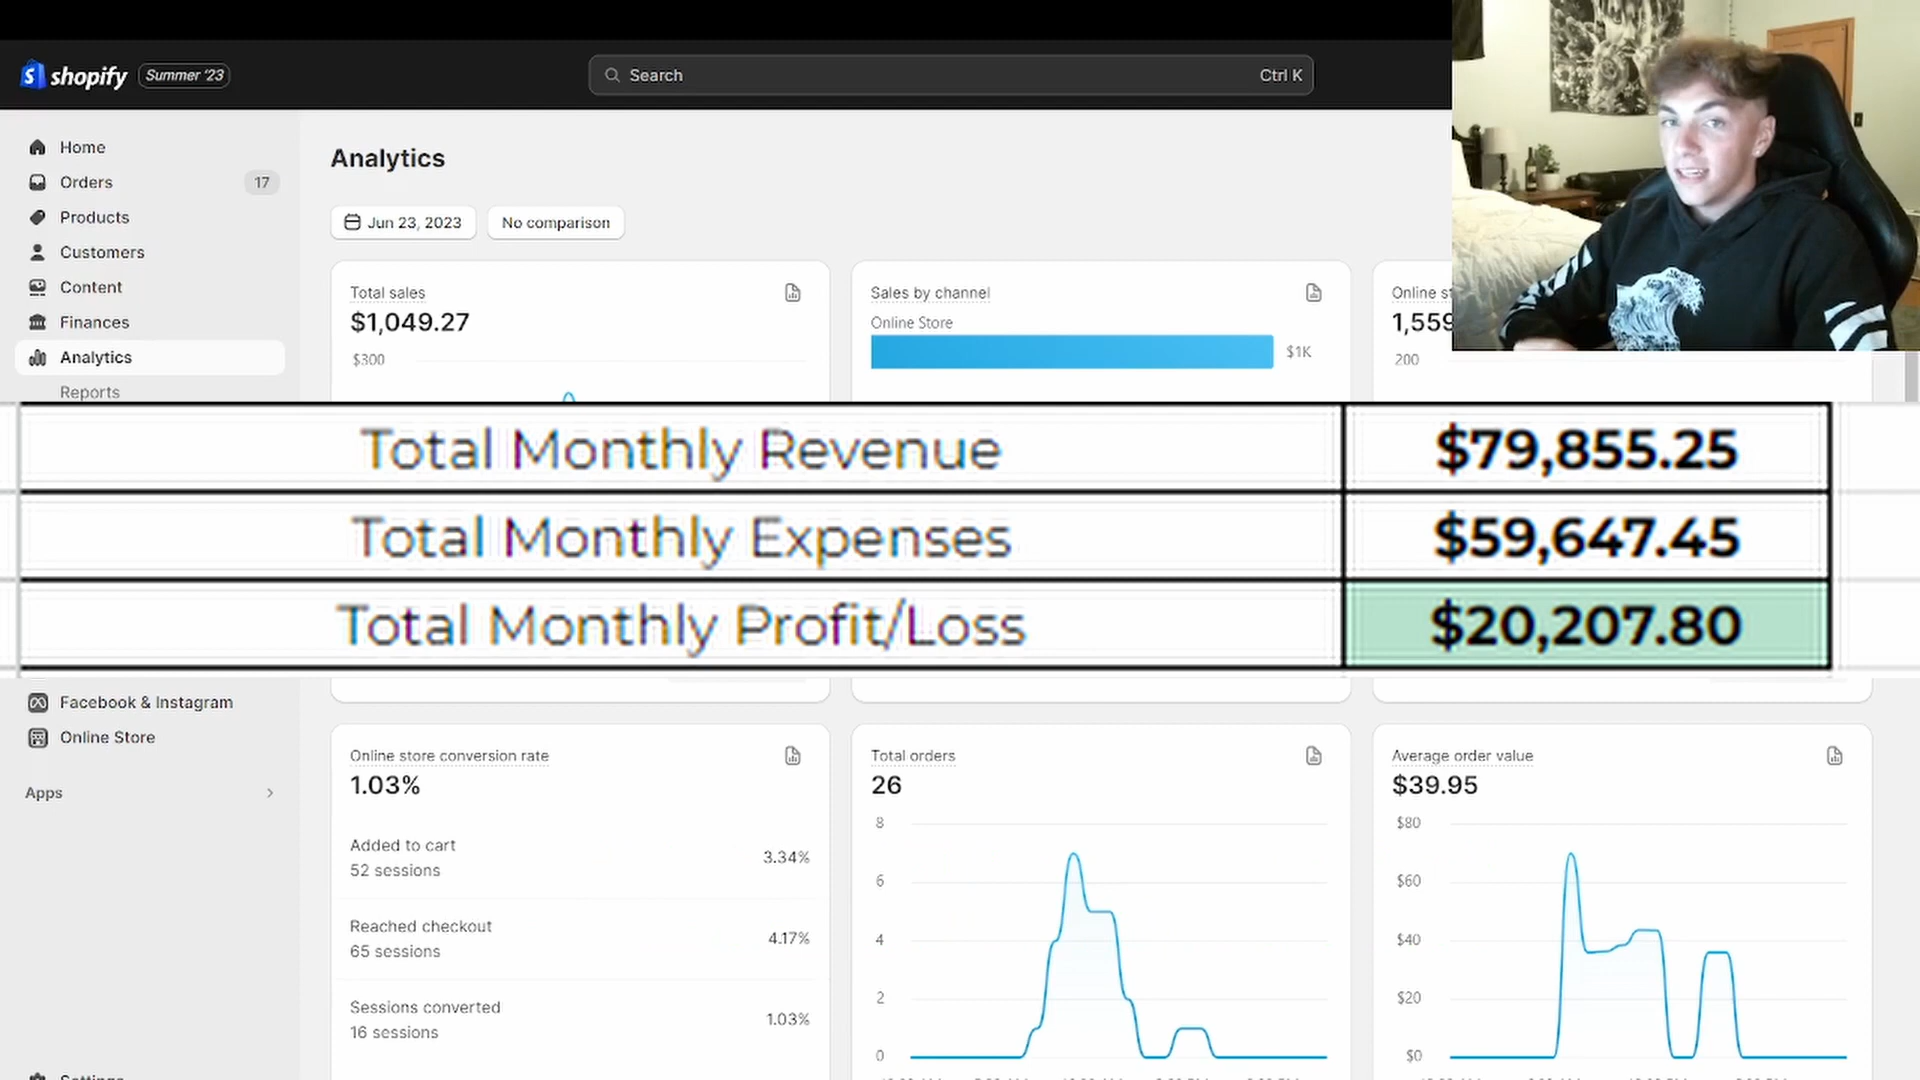 shopify Summer '23
Search Ctrl K
Home
Orders 17
Products
Customers
Content
Finances
Analytics
Reports
Analytics
Jun 23, 2023 No comparison
Total sales
$1,049.27
$300
Sales by channel
Online Store
$1K
Online
1,559
200
Total Monthly Revenue $79,855.25
Total Monthly Expenses $59,647.45
Total Monthly Profit/Loss $20,207.80
Facebook & Instagram
Online Store
Apps
Online store conversion rate
1.03%
Added to cart
52 sessions
3.34%
Reached checkout
65 sessions
4.17%
Sessions converted
16 sessions
1.03%
Total orders
26
8
6
4
2
0
Average order value
$39.95
$80
$60
$40
$20
$0
Settings